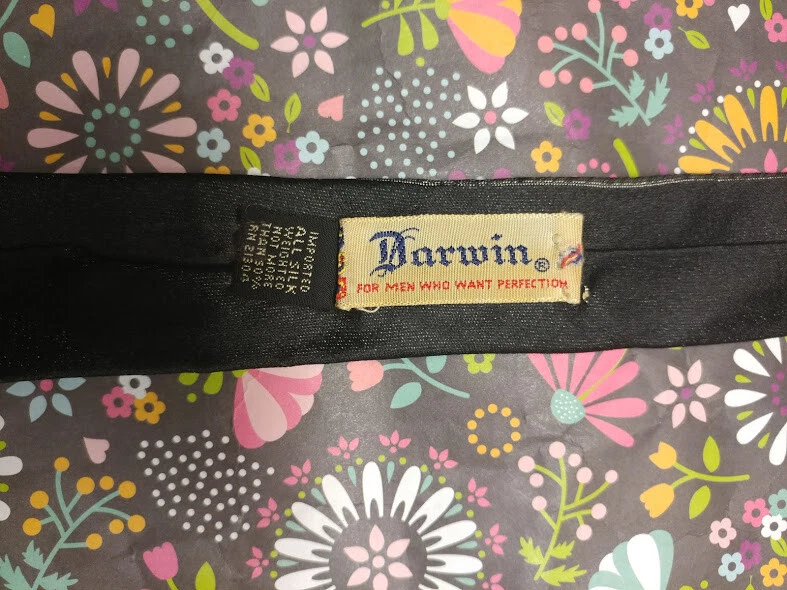 IMPORTED
ALL SILK
WEIGHTED
NOT MORE
THAN 50%
RN 21304
Darwin®
FOR MEN WHO WANT PERFECTION